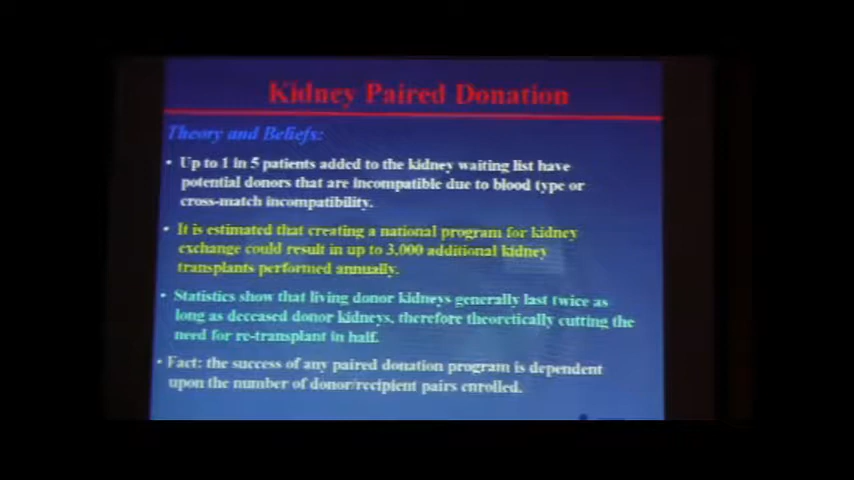 Kidney Paired Donation
Theory and Beliefs:
• Up to 1 in 5 patients added to the kidney waiting list have
potential donors that are incompatible due to blood type or
cross-match incompatibility.
• It is estimated that creating a national program for kidney
exchange could result in up to 3,000 additional kidney
transplants performed annually.
• Statistics show that living donor kidneys generally last twice as
long as deceased donor kidneys, therefore theoretically cutting the
need for re-transplant in half.
• Fact: the success of any paired donation program is dependent
upon the number of donor/recipient pairs enrolled.